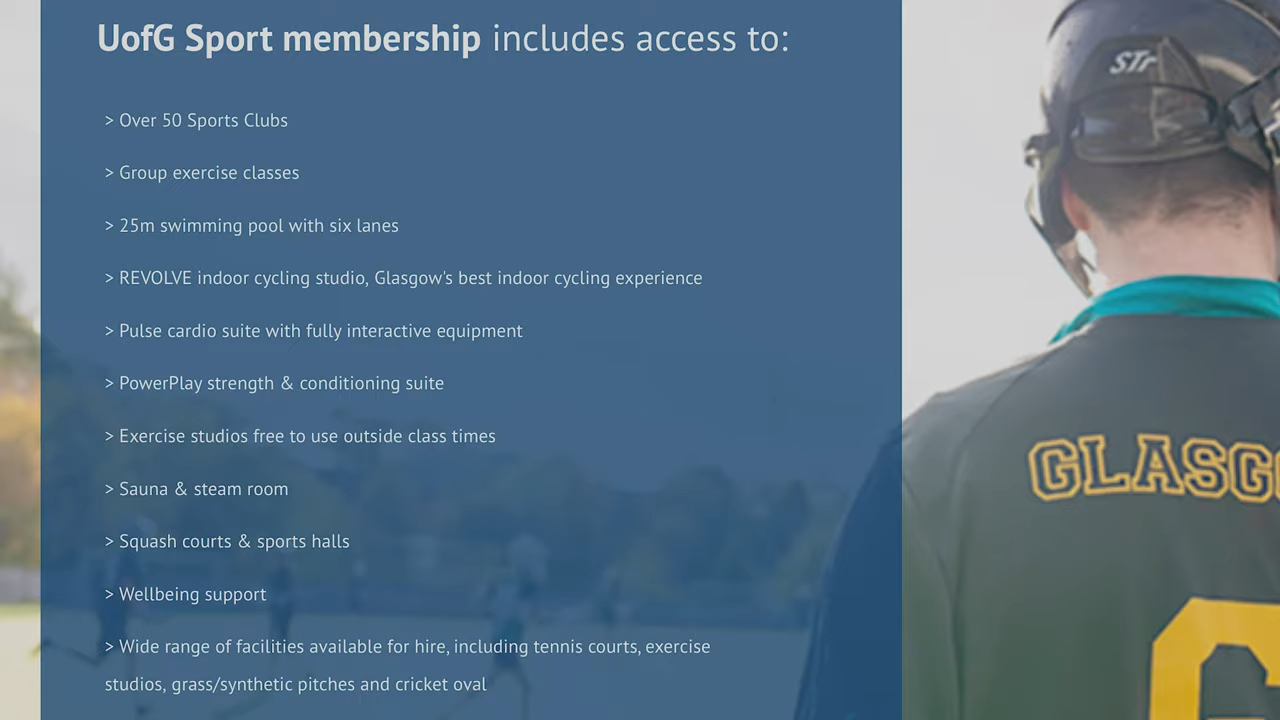 UofG Sport membership includes access to:
> Over 50 Sports Clubs
> Group exercise classes
> 25m swimming pool with six lanes
> REVOLVE indoor cycling studio, Glasgow's best indoor cycling experience
> Pulse cardio suite with fully interactive equipment
> PowerPlay strength & conditioning suite
> Exercise studios free to use outside class times
> Sauna & steam room
> Squash courts & sports halls
> Wellbeing support
> Wide range of facilities available for hire, including tennis courts, exercise
studios, grass/synthetic pitches and cricket oval
STr
GLASG